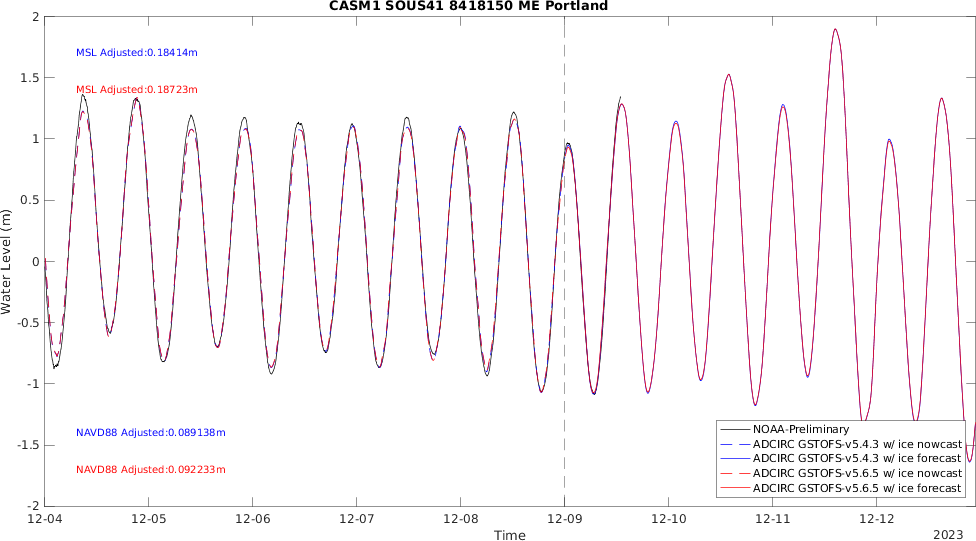 CASM1 SOUS41 8418150 ME Portland
2
1.5
1
0.5
0
-0.5
-1
-1.5
-2
Water Level (m)
MSL Adjusted:0.18414m
MSL Adjusted:0.18723m
NAVD88 Adjusted:0.089138m
NAVD88 Adjusted:0.092233m
NOAA-Preliminary
ADCIRC GSTOFS-v5.4.3 w/ ice nowcast
ADCIRC GSTOFS-v5.4.3 w/ ice forecast
ADCIRC GSTOFS-v5.6.5 w/ ice nowcast
ADCIRC GSTOFS-v5.6.5 w/ ice forecast
12-04 12-05 12-06 12-07 12-08 12-09 12-10 12-11 12-12
Time
2023